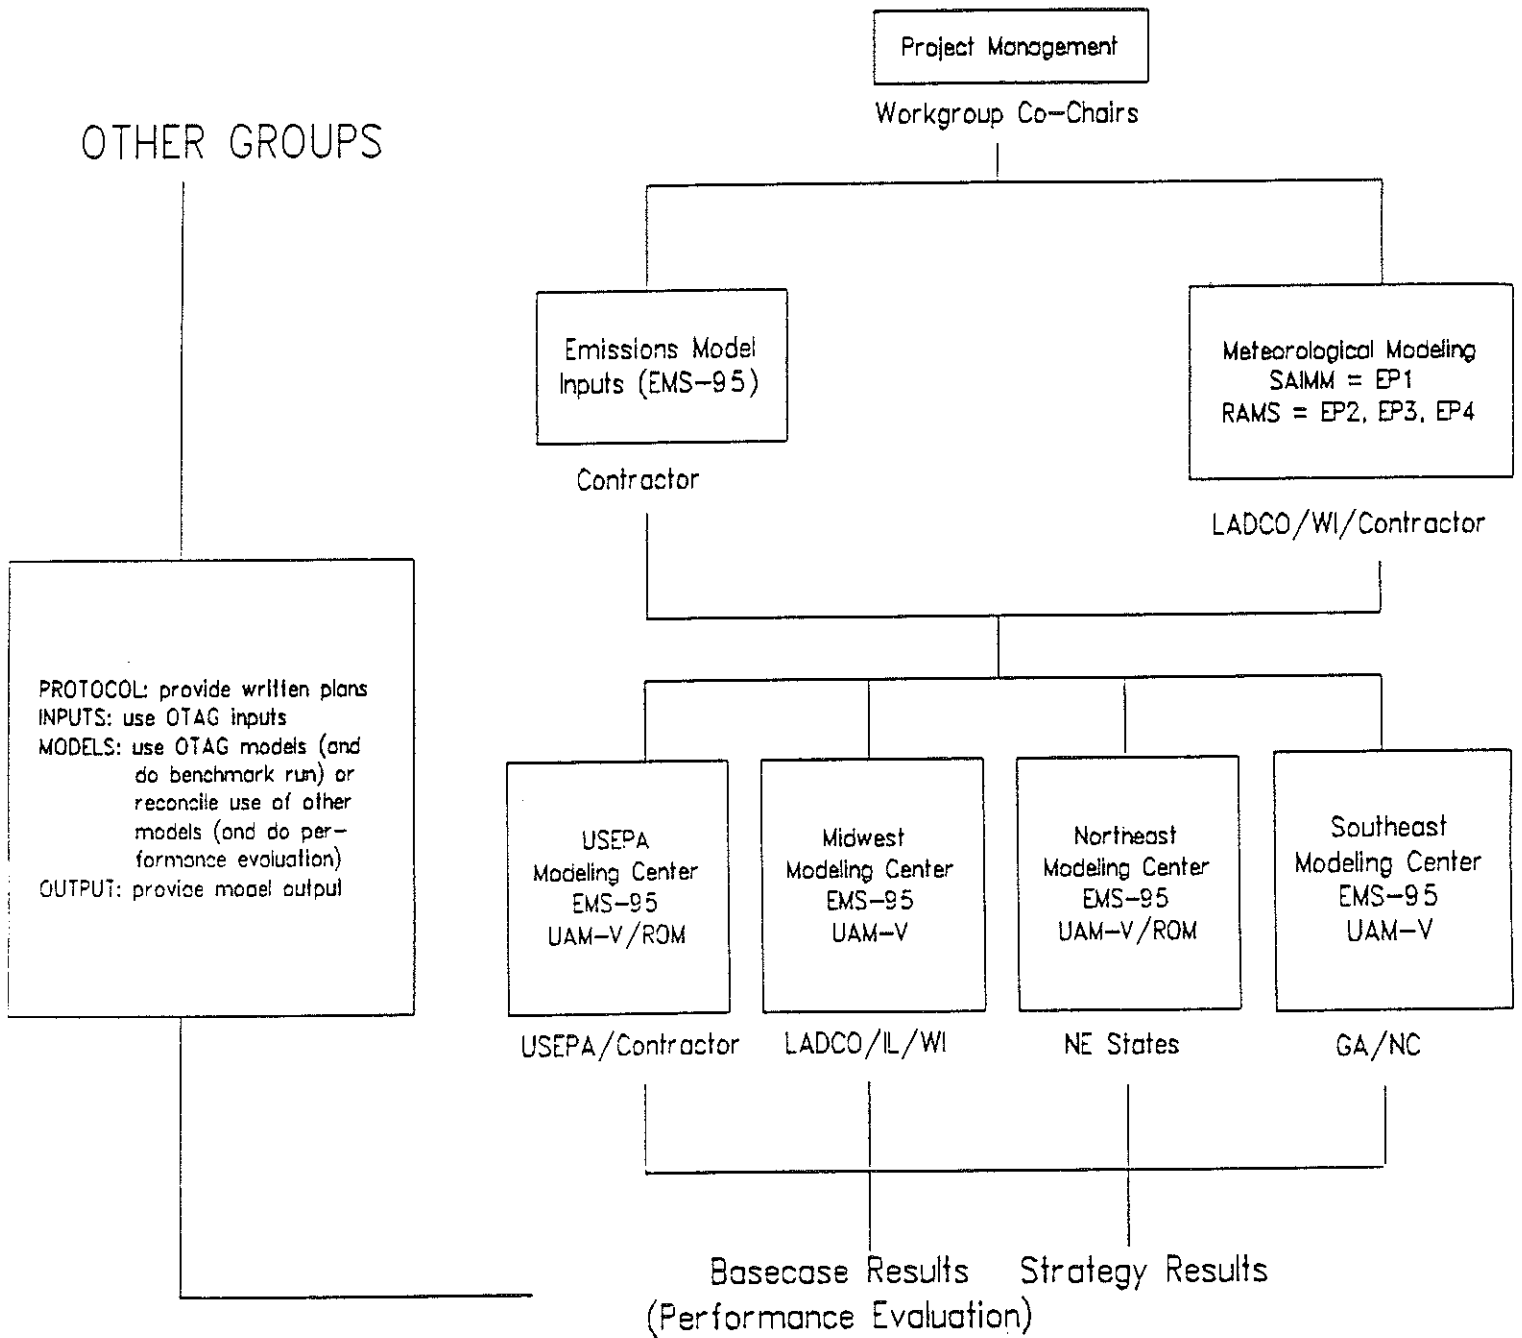 Project Management
Workgroup Co-Chairs
OTHER GROUPS
Emissions Model
Inputs (EMS-95)
Contractor
Meteorological Modeling
SAIMM = EP1
RAMS = EP2, EP3, EP4
LADCO/WI/Contractor
PROTOCOL: provide written plans
INPUTS: use OTAG inputs
MODELS: use OTAG models (and
do benchmark run) or
reconcile use of other
models (and do per-
formance evaluation)
OUTPUT: provide model output
USEPA
Modeling Center
EMS-95
UAM-V/ROM
USEPA/Contractor
Midwest
Modeling Center
EMS-95
UAM-V
LADCO/IL/WI
Northeast
Modeling Center
EMS-95
UAM-V/ROM
NE States
Southeast
Modeling Center
EMS-95
UAM-V
GA/NC
Basecase Results
(Performance Evaluation)
Strategy Results